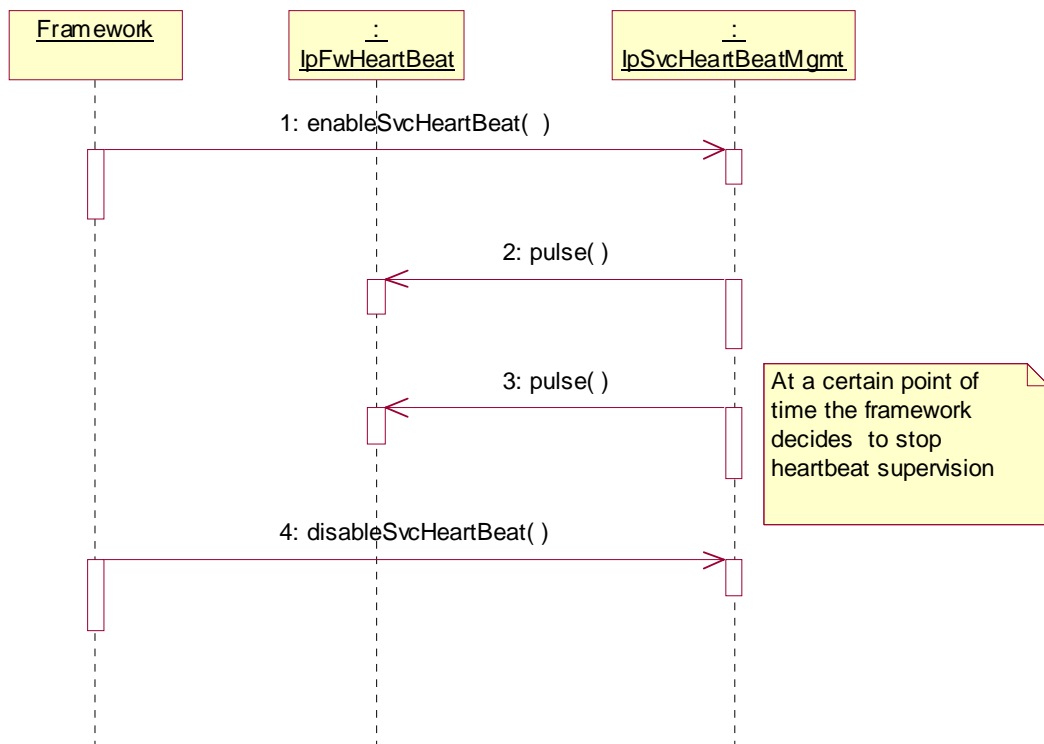 Framework
:
IpFwHeartBeat
:
IpSvcHeartBeatMgmt
1: enableSvcHeartBeat( )
2: pulse( )
3: pulse( )
At a certain point of
time the framework
decides to stop
heartbeat supervision
4: disableSvcHeartBeat( )